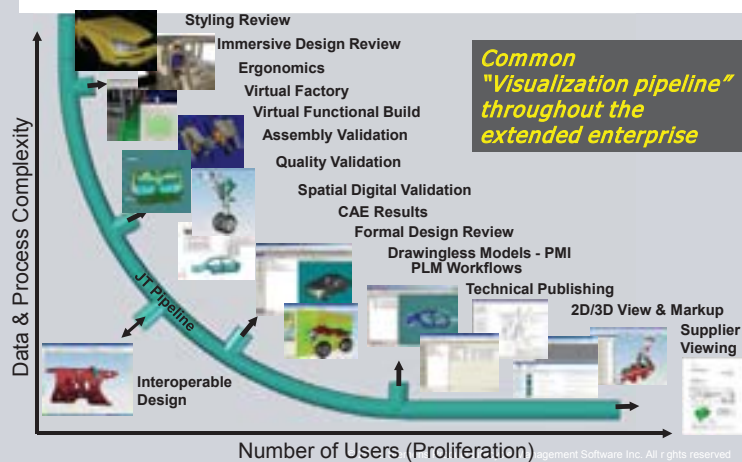 Styling Review
Immersive Design Review
Ergonomics
Virtual Factory
Virtual Functional Build
Assembly Validation
Quality Validation
Spatial Digital Validation
CAE Results
Formal Design Review
Drawingless Models - PMI
PLM Workflows
Technical Publishing
2D/3D View & Markup
Supplier
Viewing
Common
"Visualization pipeline"
throughout the
extended enterprise
Data & Process Complexity
JT Pipeline
Interoperable
Design
Number of Users (Proliferation)
Management Software Inc. All rights reserved